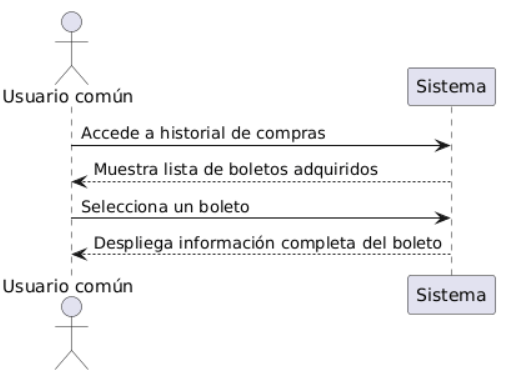 Usuario común
Sistema
Accede a historial de compras
Muestra lista de boletos adquiridos
Selecciona un boleto
Despliega información completa del boleto
Usuario común
Sistema